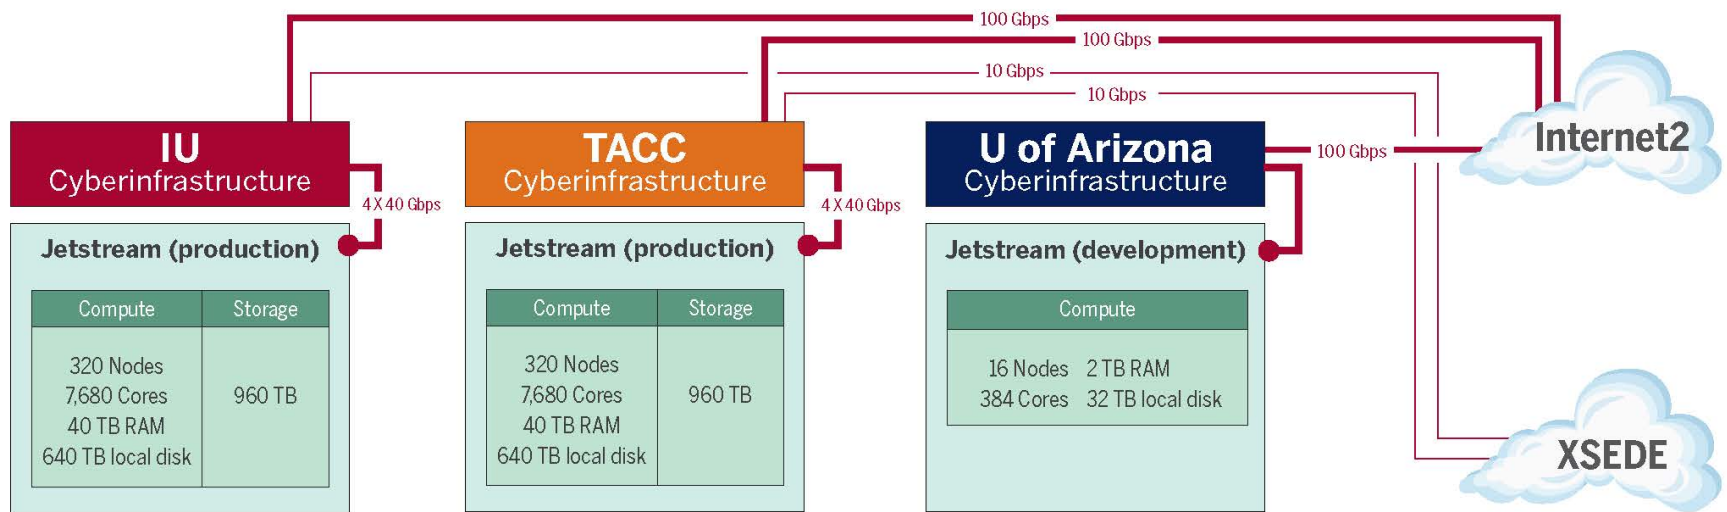 100 Gbps
100 Gbps
10 Gbps
10 Gbps
Internet2
IU
Cyberinfrastructure
4 X 40 Gbps
TACC
Cyberinfrastructure
4 X 40 Gbps
U of Arizona
Cyberinfrastructure
100 Gbps
Jetstream (production)
Compute
Storage
320 Nodes
7,680 Cores
40 TB RAM
640 TB local disk
960 TB
Jetstream (production)
Compute
Storage
320 Nodes
7,680 Cores
40 TB RAM
640 TB local disk
960 TB
Jetstream (development)
Compute
16 Nodes 2 TB RAM
384 Cores 32 TB local disk
XSEDE